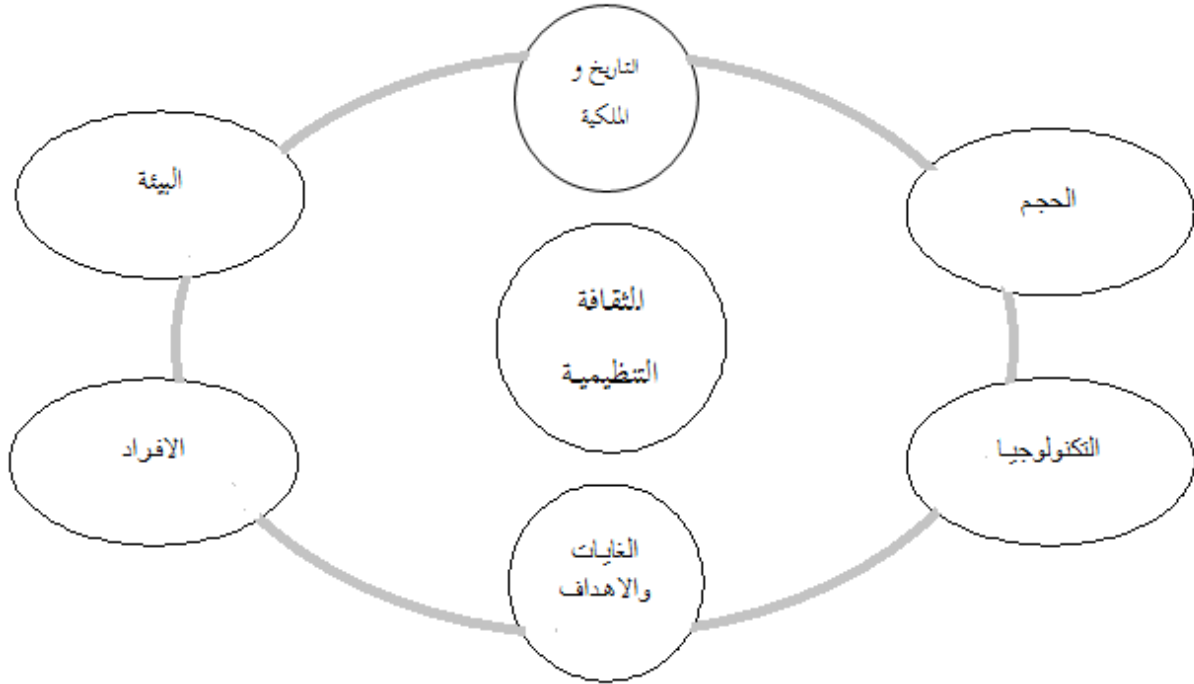 التاريخ و
الملكية
البيئة
الحجم
الثقافة
التنظيمية
الافراد
التكنولوجيا
الغايات
والاهداف